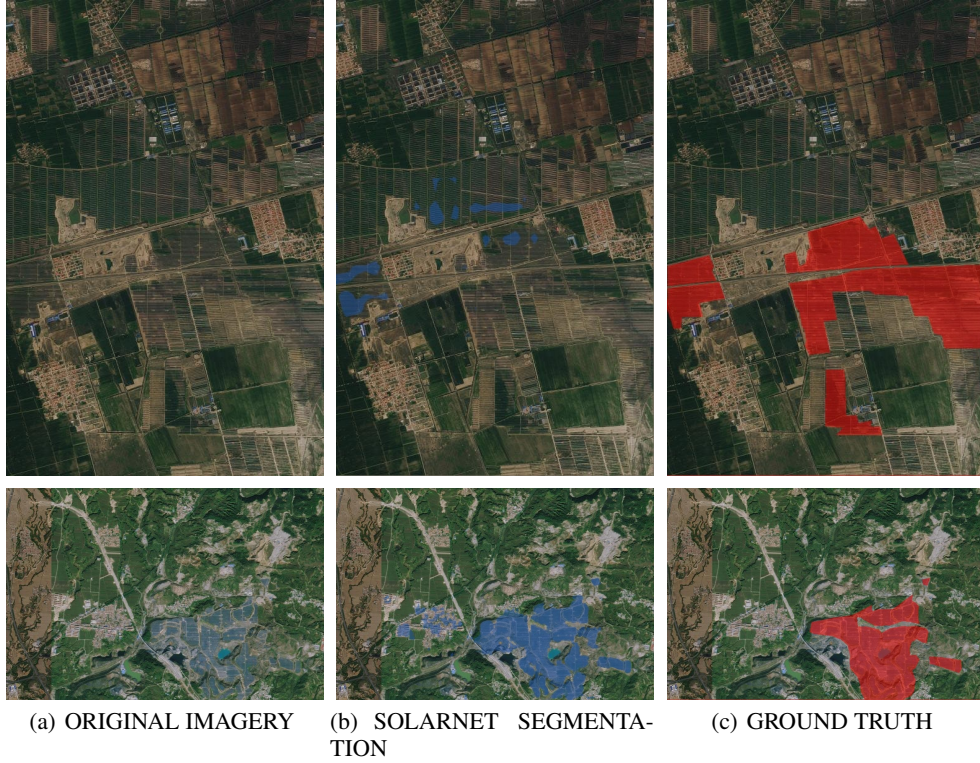 (a) ORIGINAL IMAGERY
(b) SOLARNET SEGMENTA-
TION
(c) GROUND TRUTH